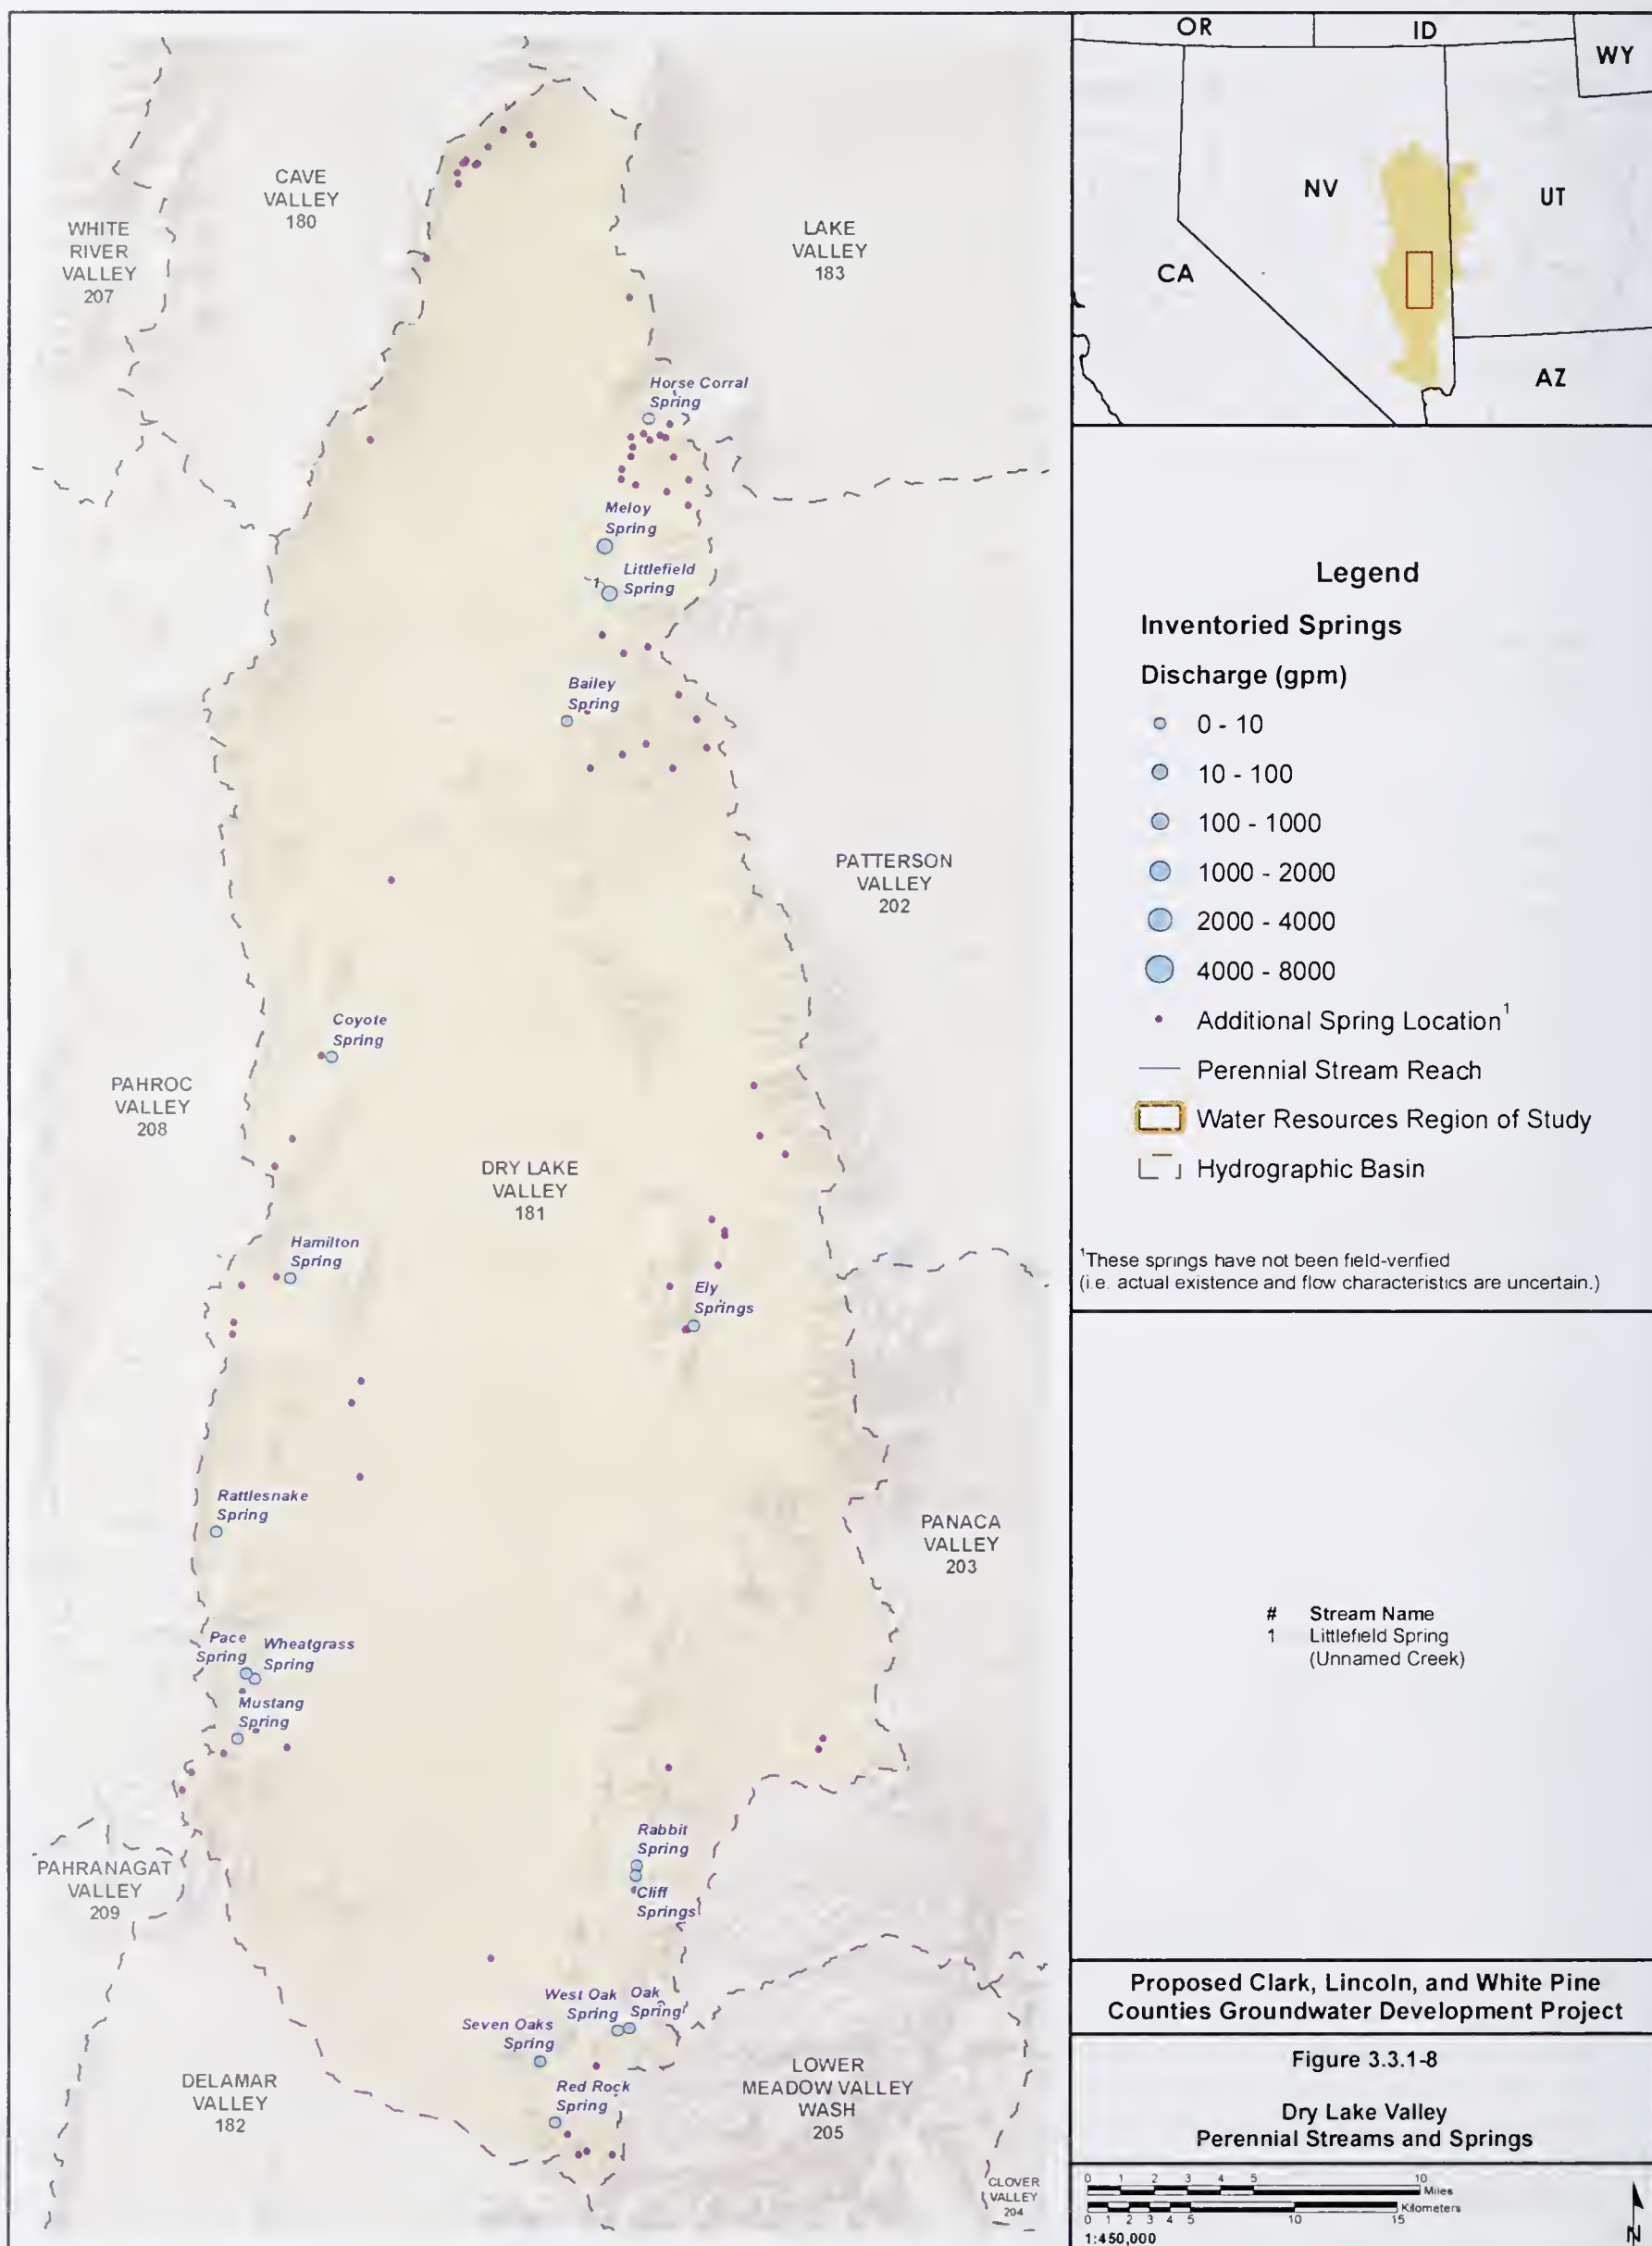 WHITE
RIVER
VALLEY
207
CAVE
VALLEY
180
LAKE
VALLEY
183
Horse Corral
Spring
Meloy
Spring
1
Littlefield
Spring
Bailey
Spring
PATTERSON
VALLEY
202
Coyote
Spring
PAHROC
VALLEY
208
DRY LAKE
VALLEY
181
Hamilton
Spring
Ely
Springs
Rattlesnake
Spring
PANACA
VALLEY
203
Pace
Spring
Wheatgrass
Spring
Mustang
Spring
Rabbit
Spring
Cliff
Springs
PAHRANAGAT
VALLEY
209
West Oak
Spring
Oak
Spring
Seven Oaks
Spring
Red Rock
Spring
DELAMAR
VALLEY
182
LOWER
MEADOW VALLEY
WASH
205
CLOVER
VALLEY
204
OR
ID
WY
NV
UT
CA
AZ
Legend
Inventoried Springs
Discharge (gpm)
0 - 10
10 - 100
100 - 1000
1000 - 2000
2000 - 4000
4000 - 8000
Additional Spring Location1
Perennial Stream Reach
Water Resources Region of Study
Hydrographic Basin
1These springs have not been field-verified
(i.e. actual existence and flow characteristics are uncertain.)
# Stream Name
1 Littlefield Spring
(Unnamed Creek)
Proposed Clark, Lincoln, and White Pine
Counties Groundwater Development Project
Figure 3.3.1-8
Dry Lake Valley
Perennial Streams and Springs
0 1 2 3 4 5 10
Miles
Kilometers
0 1 2 3 4 5 10 15
1:450,000
N